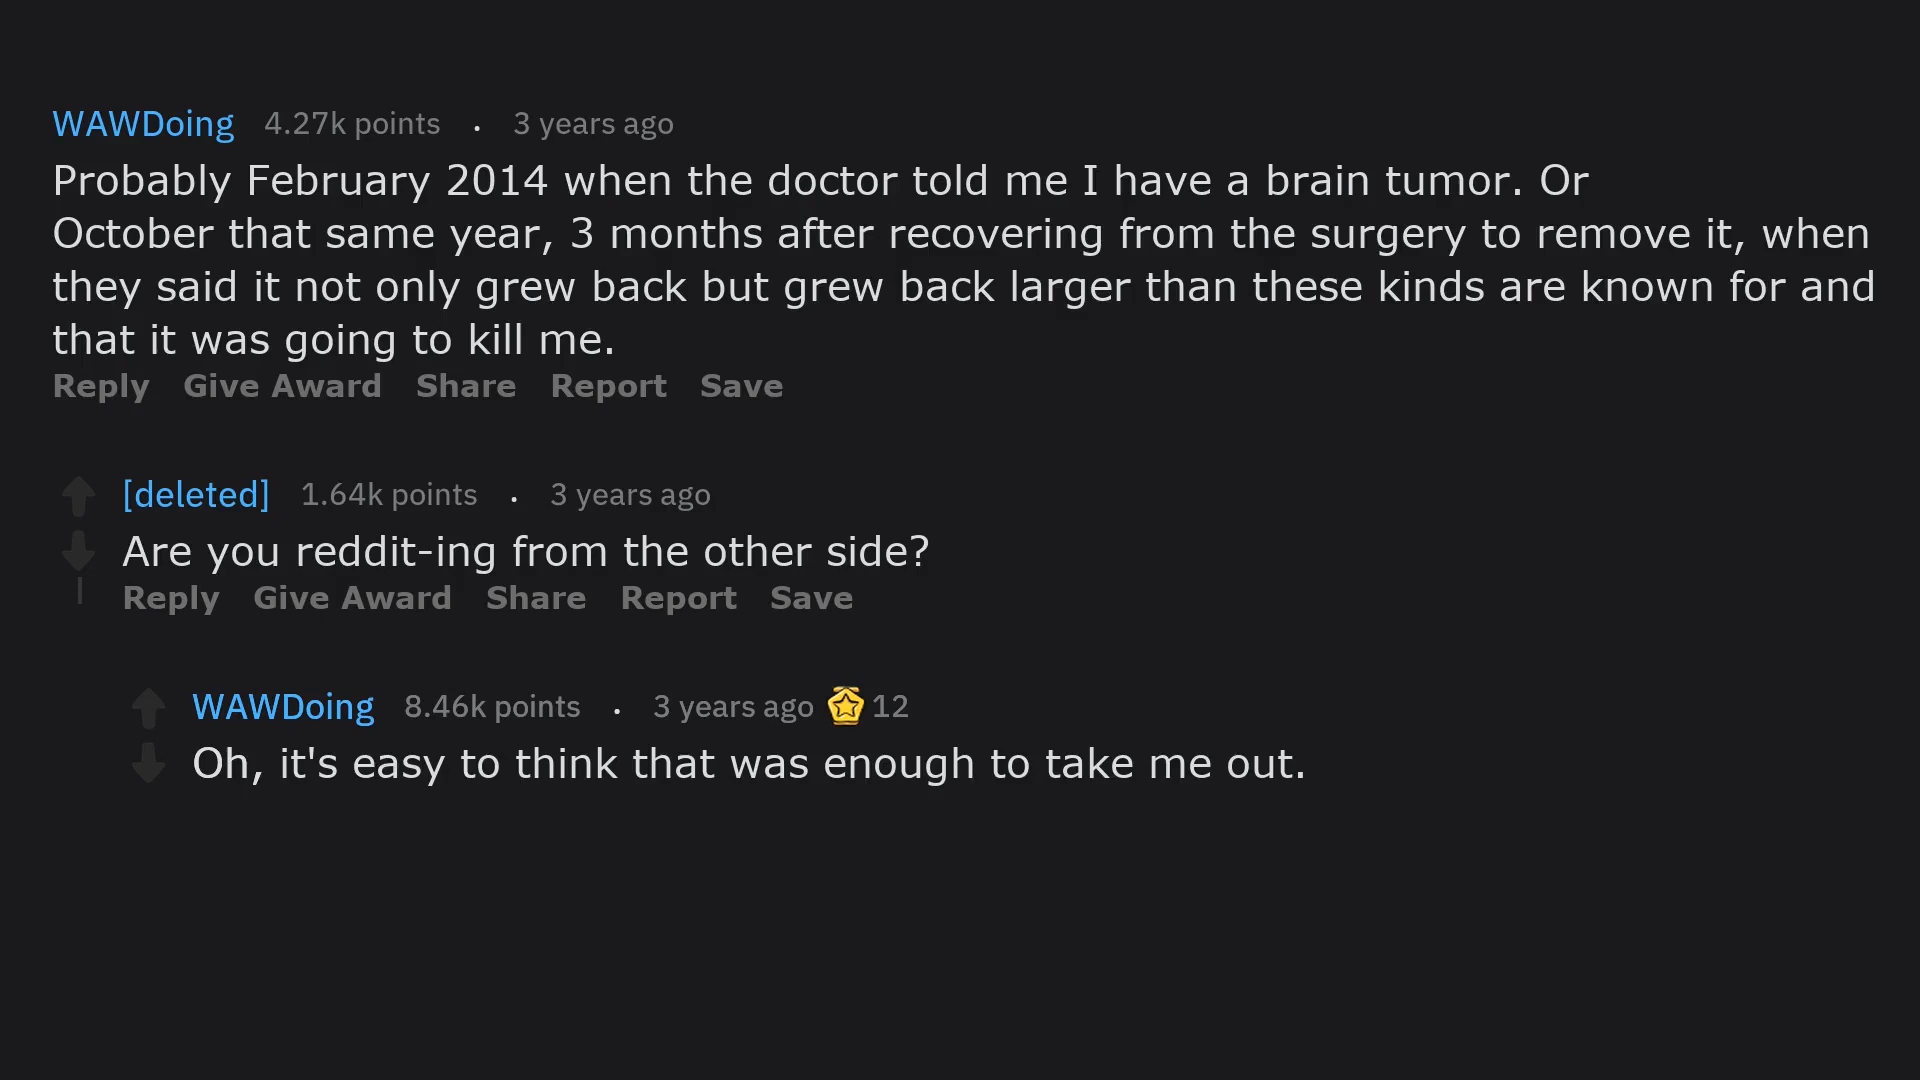 WAWDoing 4.27k points . 3 years ago
Probably February 2014 when the doctor told me I have a brain tumor. Or
October that same year, 3 months after recovering from the surgery to remove it, when
they said it not only grew back but grew back larger than these kinds are known for and
that it was going to kill me.
Reply Give Award Share Report Save
[deleted] 1.64k points . 3 years ago
Are you reddit-ing from the other side?
Reply Give Award Share Report Save
WAWDoing 8.46k points . 3 years ago 12
Oh, it's easy to think that was enough to take me out.